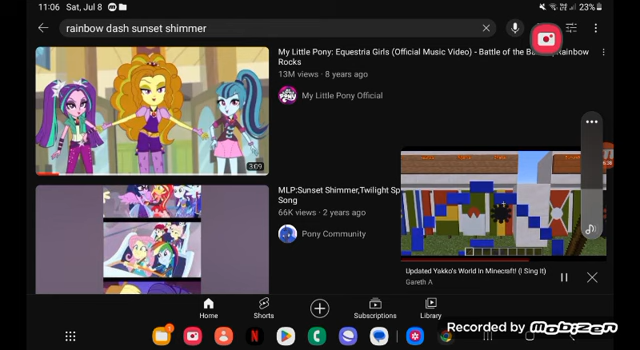 11:06 Sat, Jul 8
23%
rainbow dash sunset shimmer
My Little Pony: Equestria Girls (Official Music Video) - Battle of the Ba
Rainbow
Rocks
13M views · 8 years ago
My Little Pony Official
3:09
MLP:Sunset Shimmer,Twilight Sp
Song
66K views · 2 years ago
Pony Community
Updated Yakko's World In Minecraft! (I Sing It)
Gareth A
Home
Shorts
Subscriptions
Library
Recorded by Mobizen